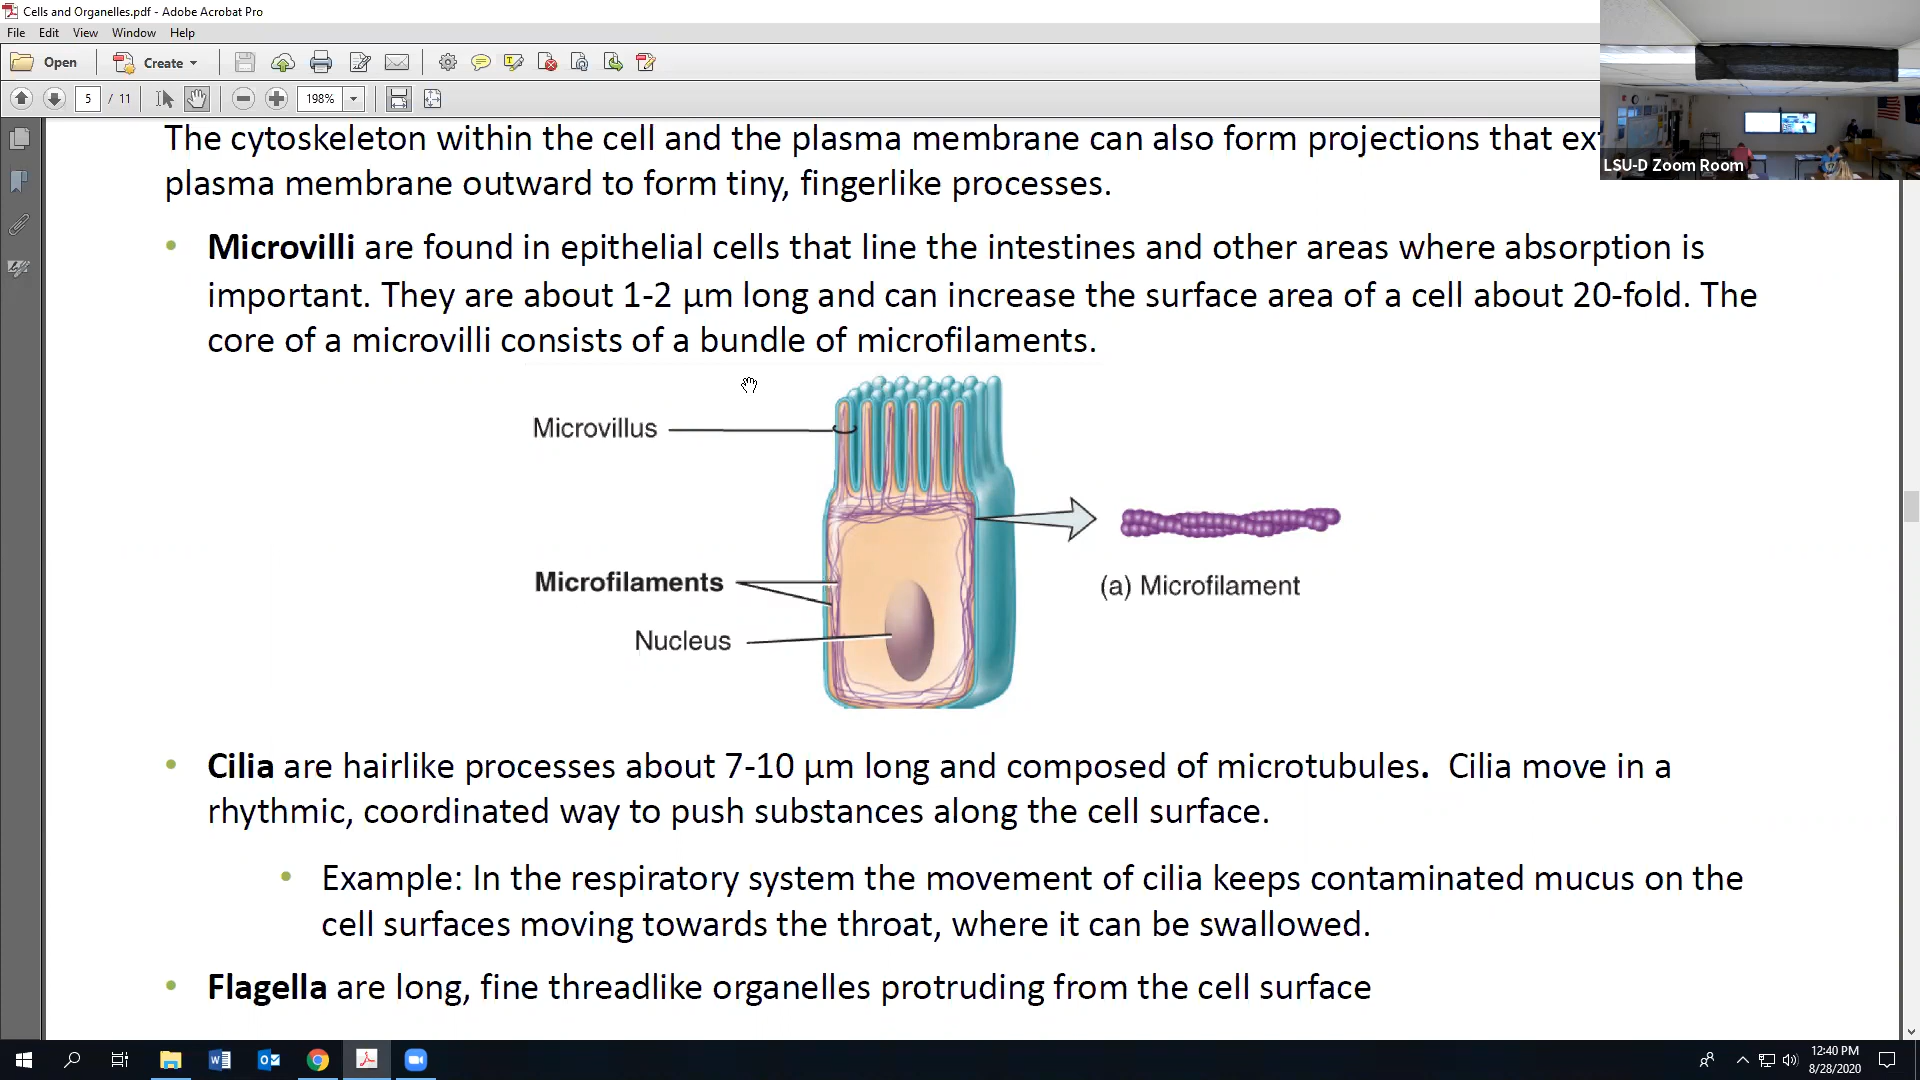 Cells and Organelles.pdf - Adobe Acrobat Pro
File Edit View Window Help
Open Create
5 / 11 198%
LSU-D Zoom Room
The cytoskeleton within the cell and the plasma membrane can also form projections that ex
plasma membrane outward to form tiny, fingerlike processes.
• Microvilli are found in epithelial cells that line the intestines and other areas where absorption is
important. They are about 1-2 µm long and can increase the surface area of a cell about 20-fold. The
core of a microvilli consists of a bundle of microfilaments.
Microvillus
Microfilaments
(a) Microfilament
Nucleus
• Cilia are hairlike processes about 7-10 µm long and composed of microtubules. Cilia move in a
rhythmic, coordinated way to push substances along the cell surface.
• Example: In the respiratory system the movement of cilia keeps contaminated mucus on the
cell surfaces moving towards the throat, where it can be swallowed.
• Flagella are long, fine threadlike organelles protruding from the cell surface
12:40 PM
8/28/2020